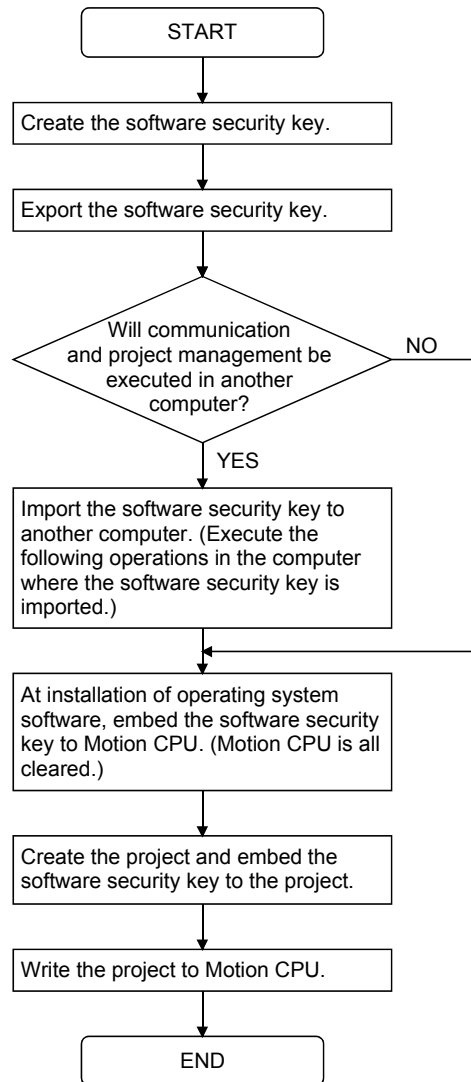 START
Create the software security key.
Export the software security key.
Will communication
and project management be
executed in another
computer?
NO
YES
Import the software security key to
another computer. (Execute the
following operations in the computer
where the software security key is
imported.)
At installation of operating system
software, embed the software security
key to Motion CPU. (Motion CPU is all
cleared.)
Create the project and embed the
software security key to the project.
Write the project to Motion CPU.
END